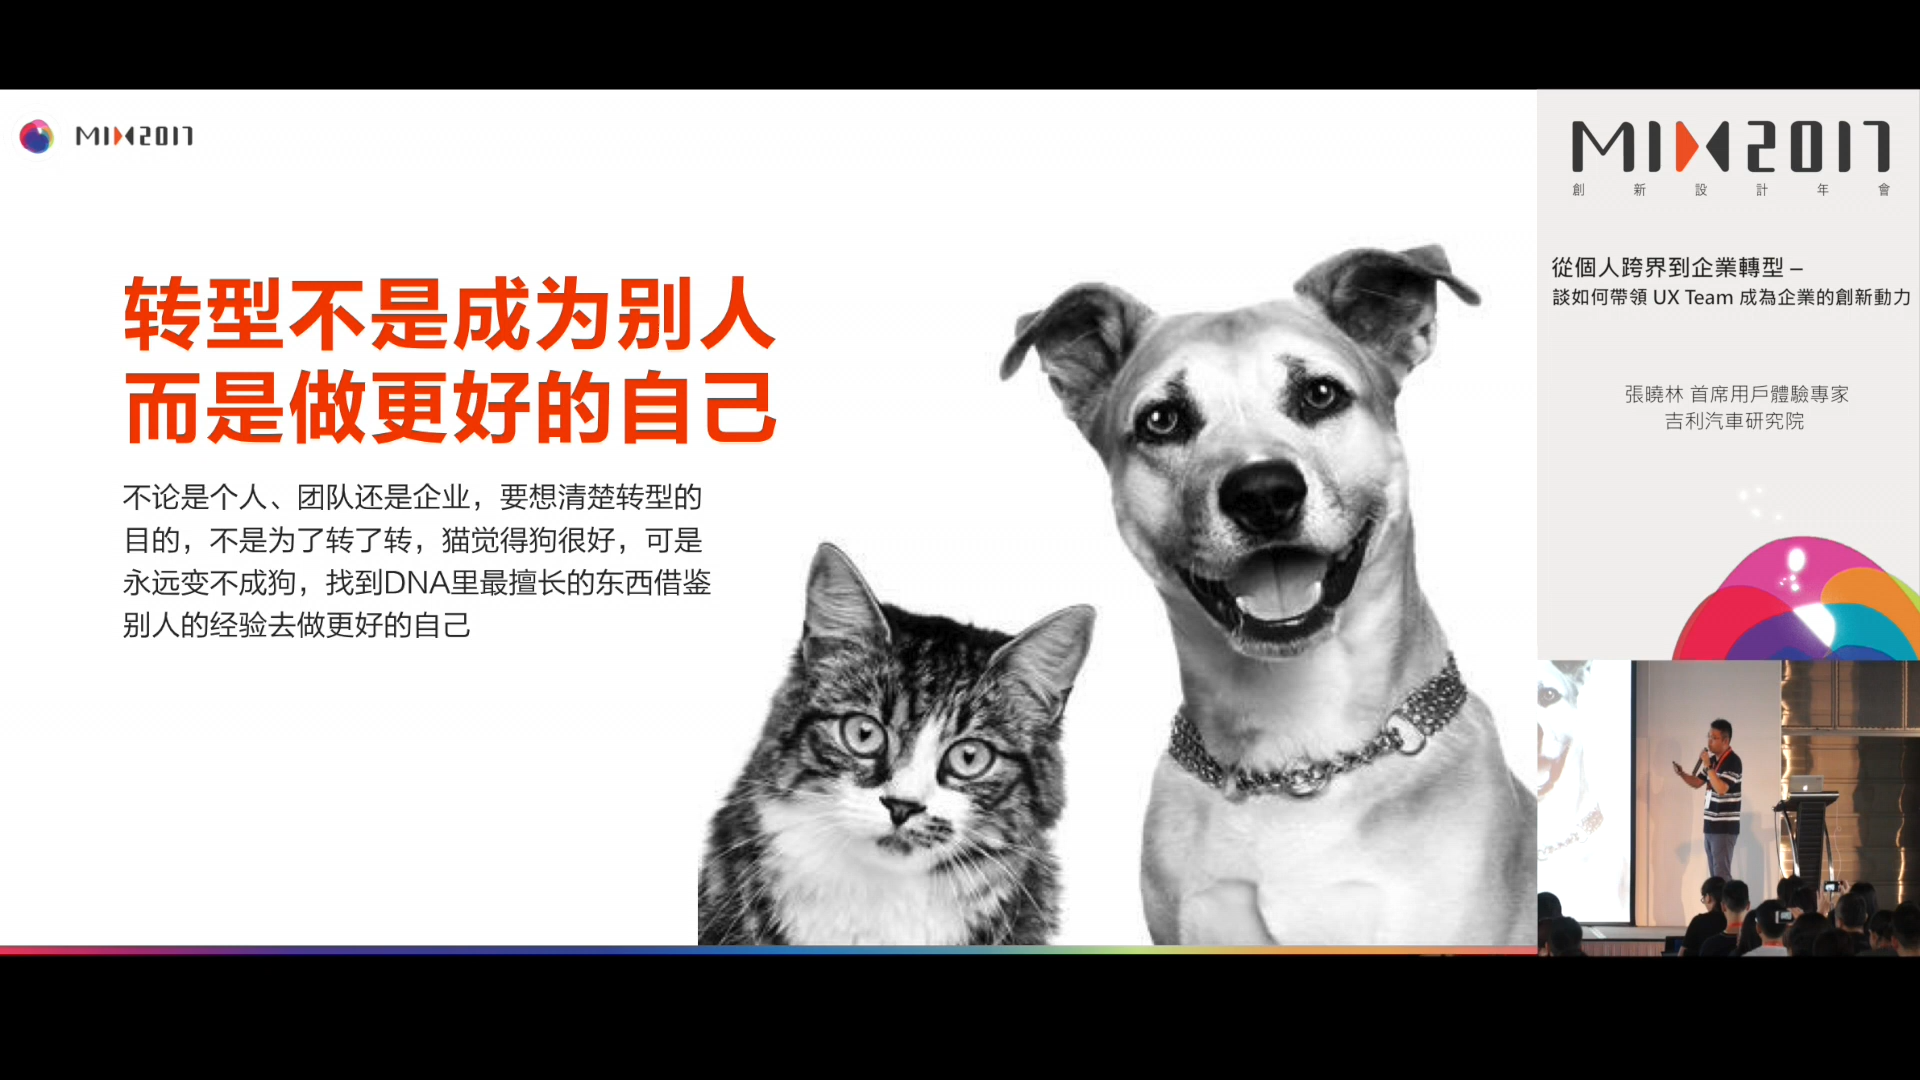 MIX2017
转型不是成为别人
而是做更好的自己
不论是个人、团队还是企业，要想清楚转型的
目的，不是为了转了转，猫觉得狗很好，可是
永远变不成狗，找到DNA里最擅长的东西借鉴
别人的经验去做更好的自己
MIX2017
創新設計年會
從個人跨界到企業轉型 –
談如何帶領 UX Team 成為企業的創新動力
張曉林 首席用戶體驗專家
吉利汽車研究院